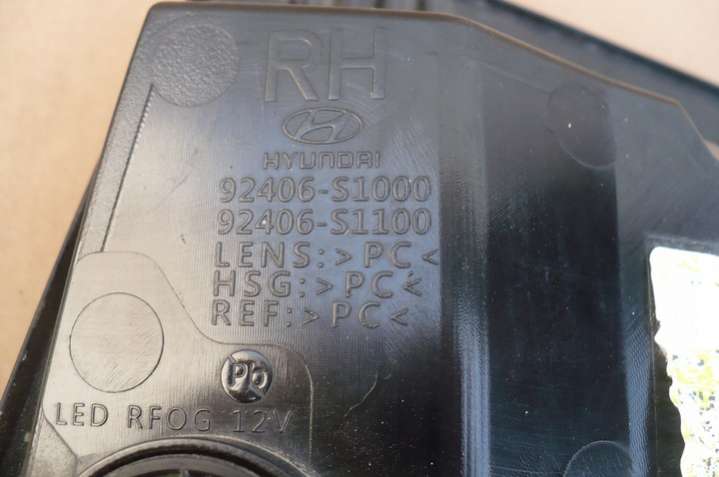 RH
HYUNDAI
92406-S1000
92406-S1100
LENS:>PC<
HSG:>PC<
REF:>PC<
Pb
LED RFOG 12V